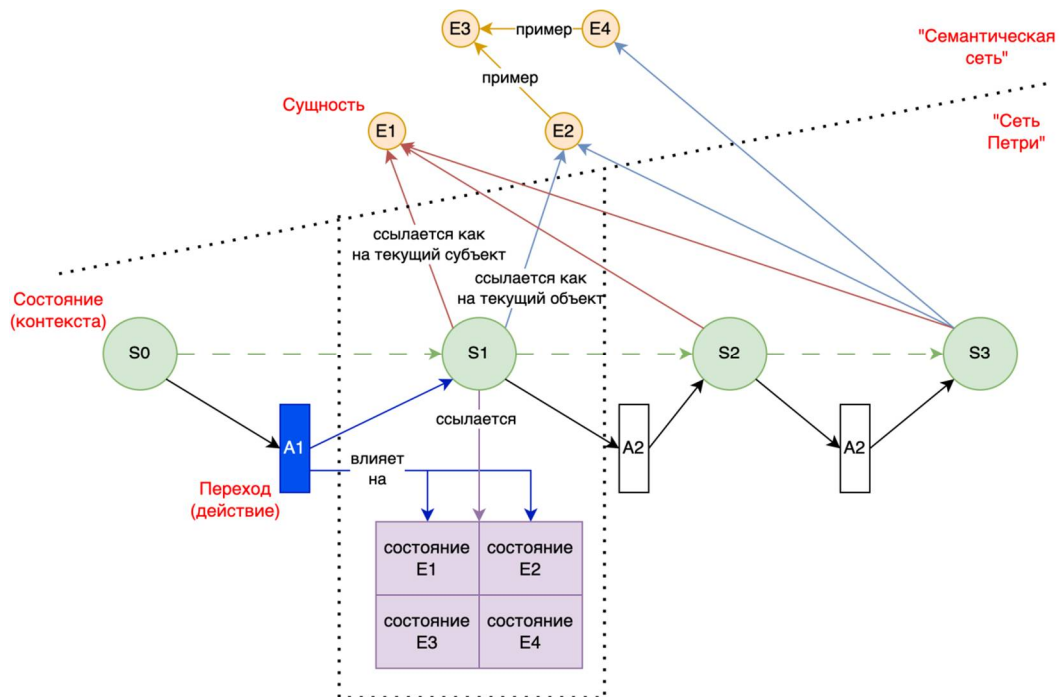 E3
пример
E4
"Семантическая
сеть"
пример
Сущность
E1
E2
"Сеть
Петри"
ссылается как
на текущий субъект
ссылается как
на текущий объект
Состояние
(контекста)
S0
S1
S2
S3
A1
ссылается
A2
A2
влияет
на
Переход
(действие)
состояние
E1
состояние
E2
состояние
E3
состояние
E4